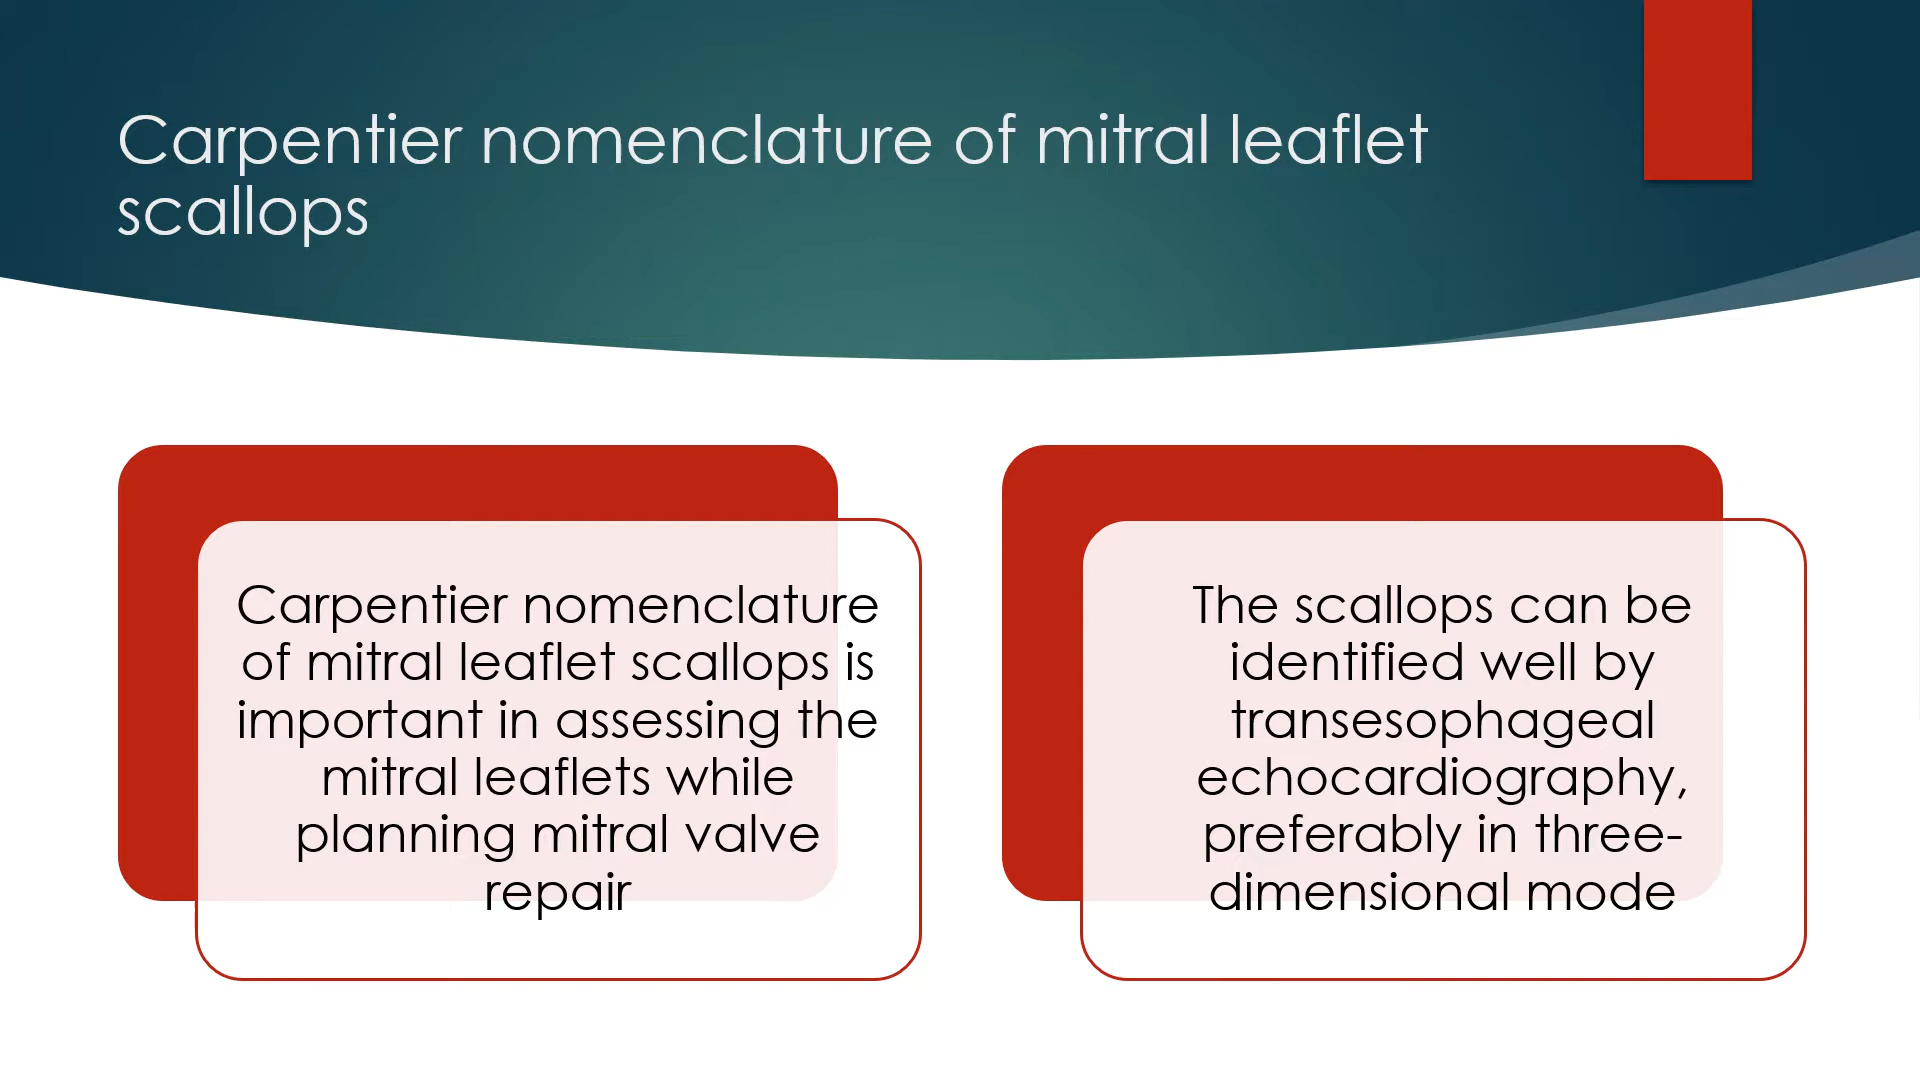 Carpentier nomenclature of mitral leaflet
scallops
Carpentier nomenclature
of mitral leaflet scallops is
important in assessing the
mitral leaflets while
planning mitral valve
repair
The scallops can be
identified well by
transesophageal
echocardiography,
preferably in three-
dimensional mode